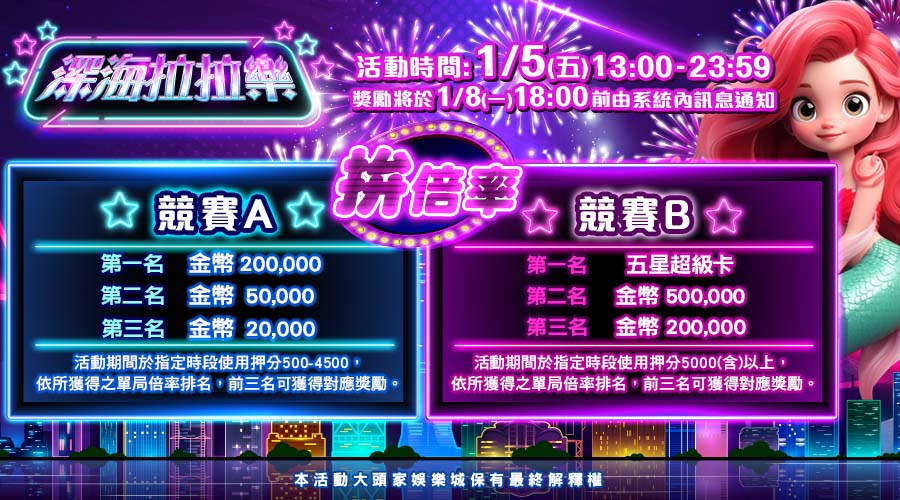 深海拉拉樂
活動時間: 1/5(五)13:00-23:59
獎勵將於1/8(一)18:00前由系統內訊息通知
拚倍率
競賽A
第一名 金幣 200,000
第二名 金幣 50,000
第三名 金幣 20,000
活動期間於指定時段使用押分500-4500，
依所獲得之單局倍率排名，前三名可獲得對應獎勵。
競賽B
第一名 五星超級卡
第二名 金幣 500,000
第三名 金幣 200,000
活動期間於指定時段使用押分5000(含)以上，
依所獲得之單局倍率排名，前三名可獲得對應獎勵。
本活動大頭家娛樂城保有最終解釋權